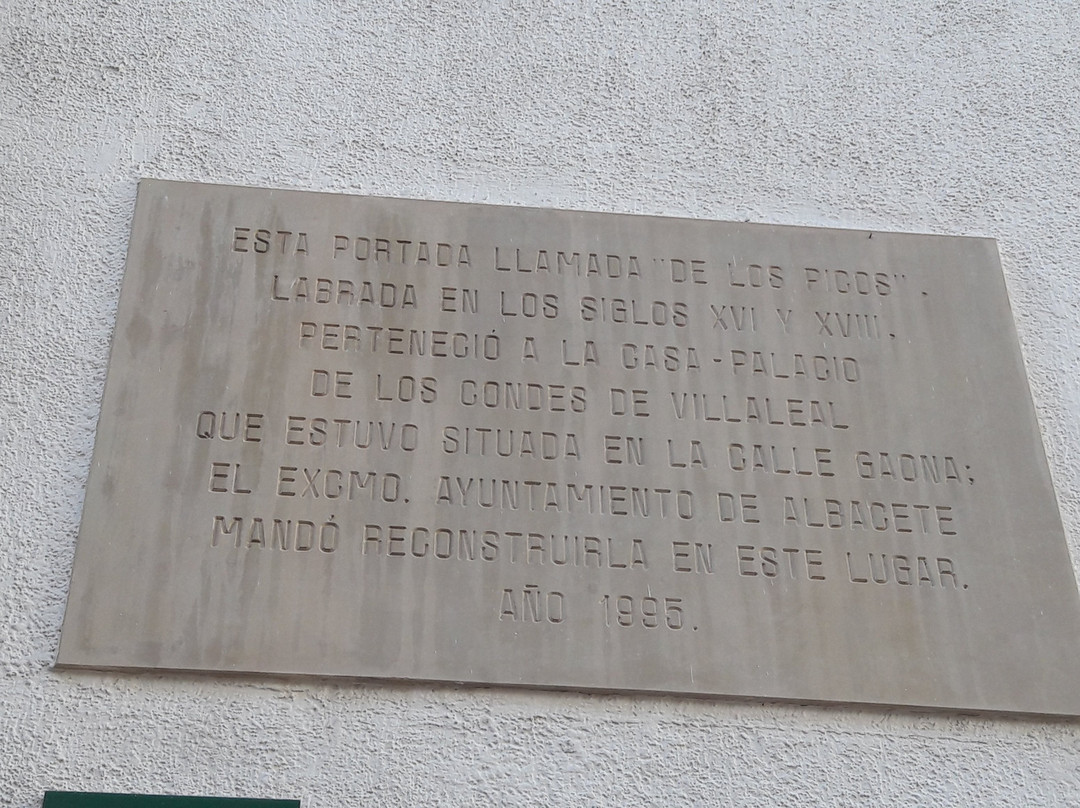 ESTA PORTADA LLAMADA "DE LOS PICOS",
LABRADA EN LOS SIGLOS XVI Y XVIII,
PERTENECIÓ A LA CASA-PALACIO
DE LOS CONDES DE VILLALEAL
QUE ESTUVO SITUADA EN LA CALLE GAONA;
EL EXCMO. AYUNTAMIENTO DE ALBACETE
MANDÓ RECONSTRUIRLA EN ESTE LUGAR.
AÑO 1995.